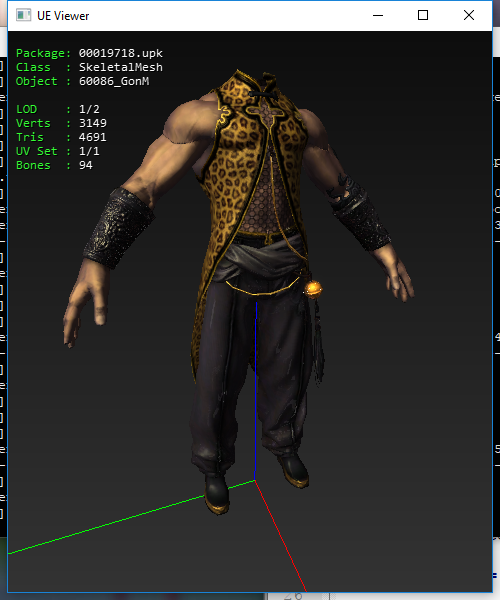 UE Viewer
Package: 00019718.upk
Class  : SkeletalMesh
Object : 60086_GonM
LOD    : 1/2
Verts  : 3149
Tris   : 4691
UV Set : 1/1
Bones  : 94